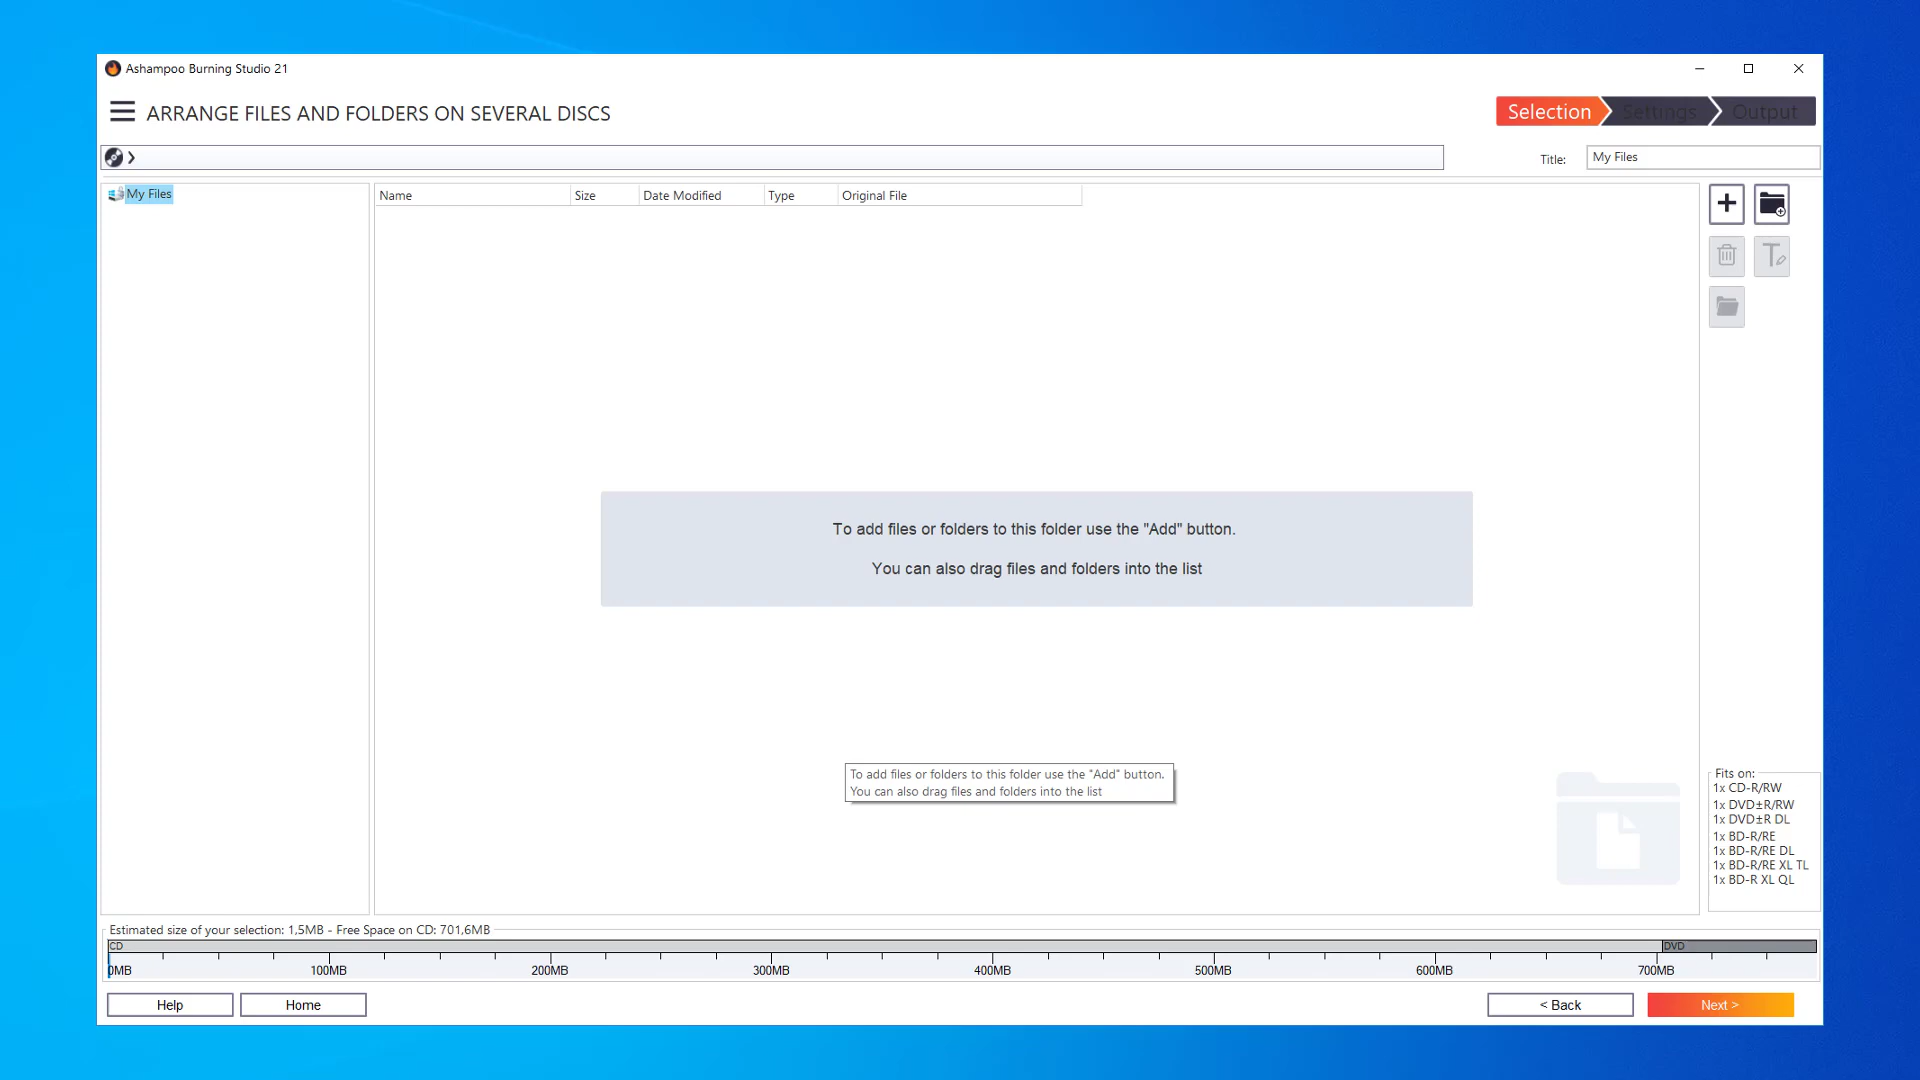 Ashampoo Burning Studio 21
ARRANGE FILES AND FOLDERS ON SEVERAL DISCS
Selection
Settings
Output
Title:
My Files
My Files
Name
Size
Date Modified
Type
Original File
To add files or folders to this folder use the "Add" button.
You can also drag files and folders into the list
To add files or folders to this folder use the "Add" button.
You can also drag files and folders into the list
Fits on:
1x CD-R/RW
1x DVD±R/RW
1x DVD±R DL
1x BD-R/RE
1x BD-R/RE DL
1x BD-R/RE XL TL
1x BD-R XL QL
Estimated size of your selection: 1,5MB - Free Space on CD: 701,6MB
CD
DVD
0MB
100MB
200MB
300MB
400MB
500MB
600MB
700MB
Help
Home
< Back
Next >